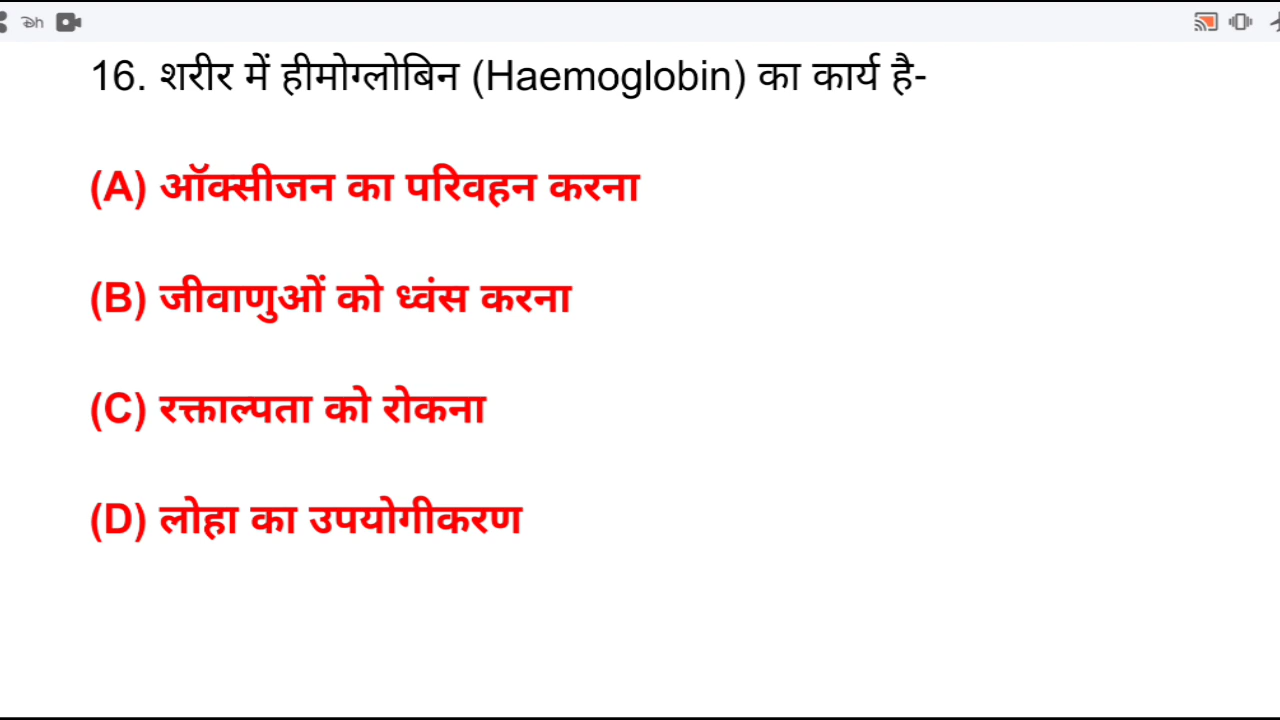 16. शरीर में हीमोग्लोबिन (Haemoglobin) का कार्य है-
(A) ऑक्सीजन का परिवहन करना
(B) जीवाणुओं को ध्वंस करना
(C) रक्ताल्पता को रोकना
(D) लोहा का उपयोगीकरण